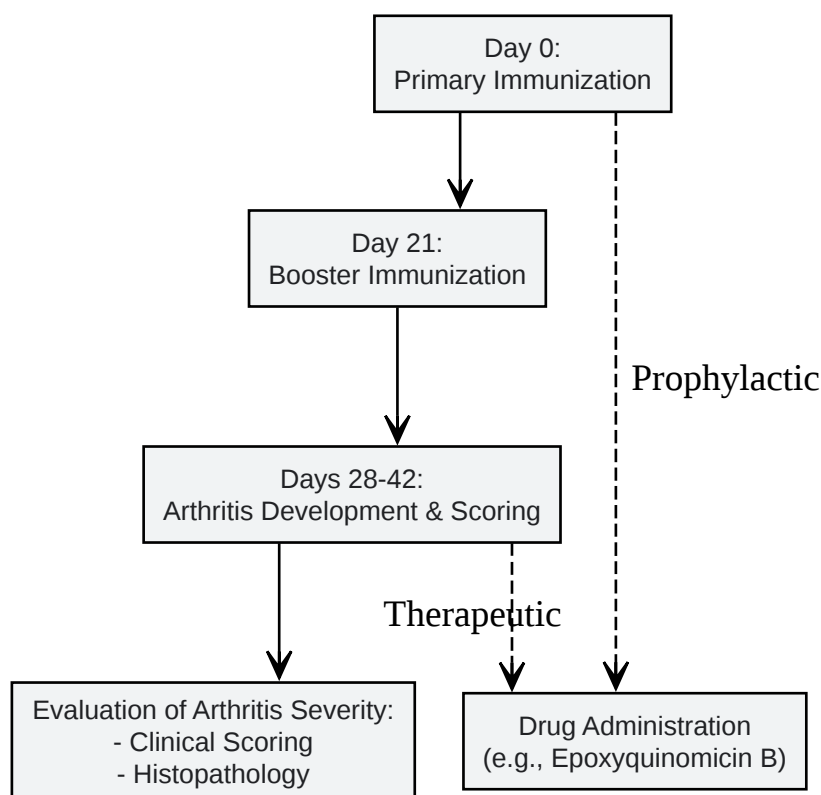 Day 0:
Primary Immunization
Day 21:
Booster Immunization
Prophylactic
Days 28-42:
Arthritis Development & Scoring
Therapeutic
Evaluation of Arthritis Severity:
- Clinical Scoring
- Histopathology
Drug Administration
(e.g., Epoxyquinomicin B)